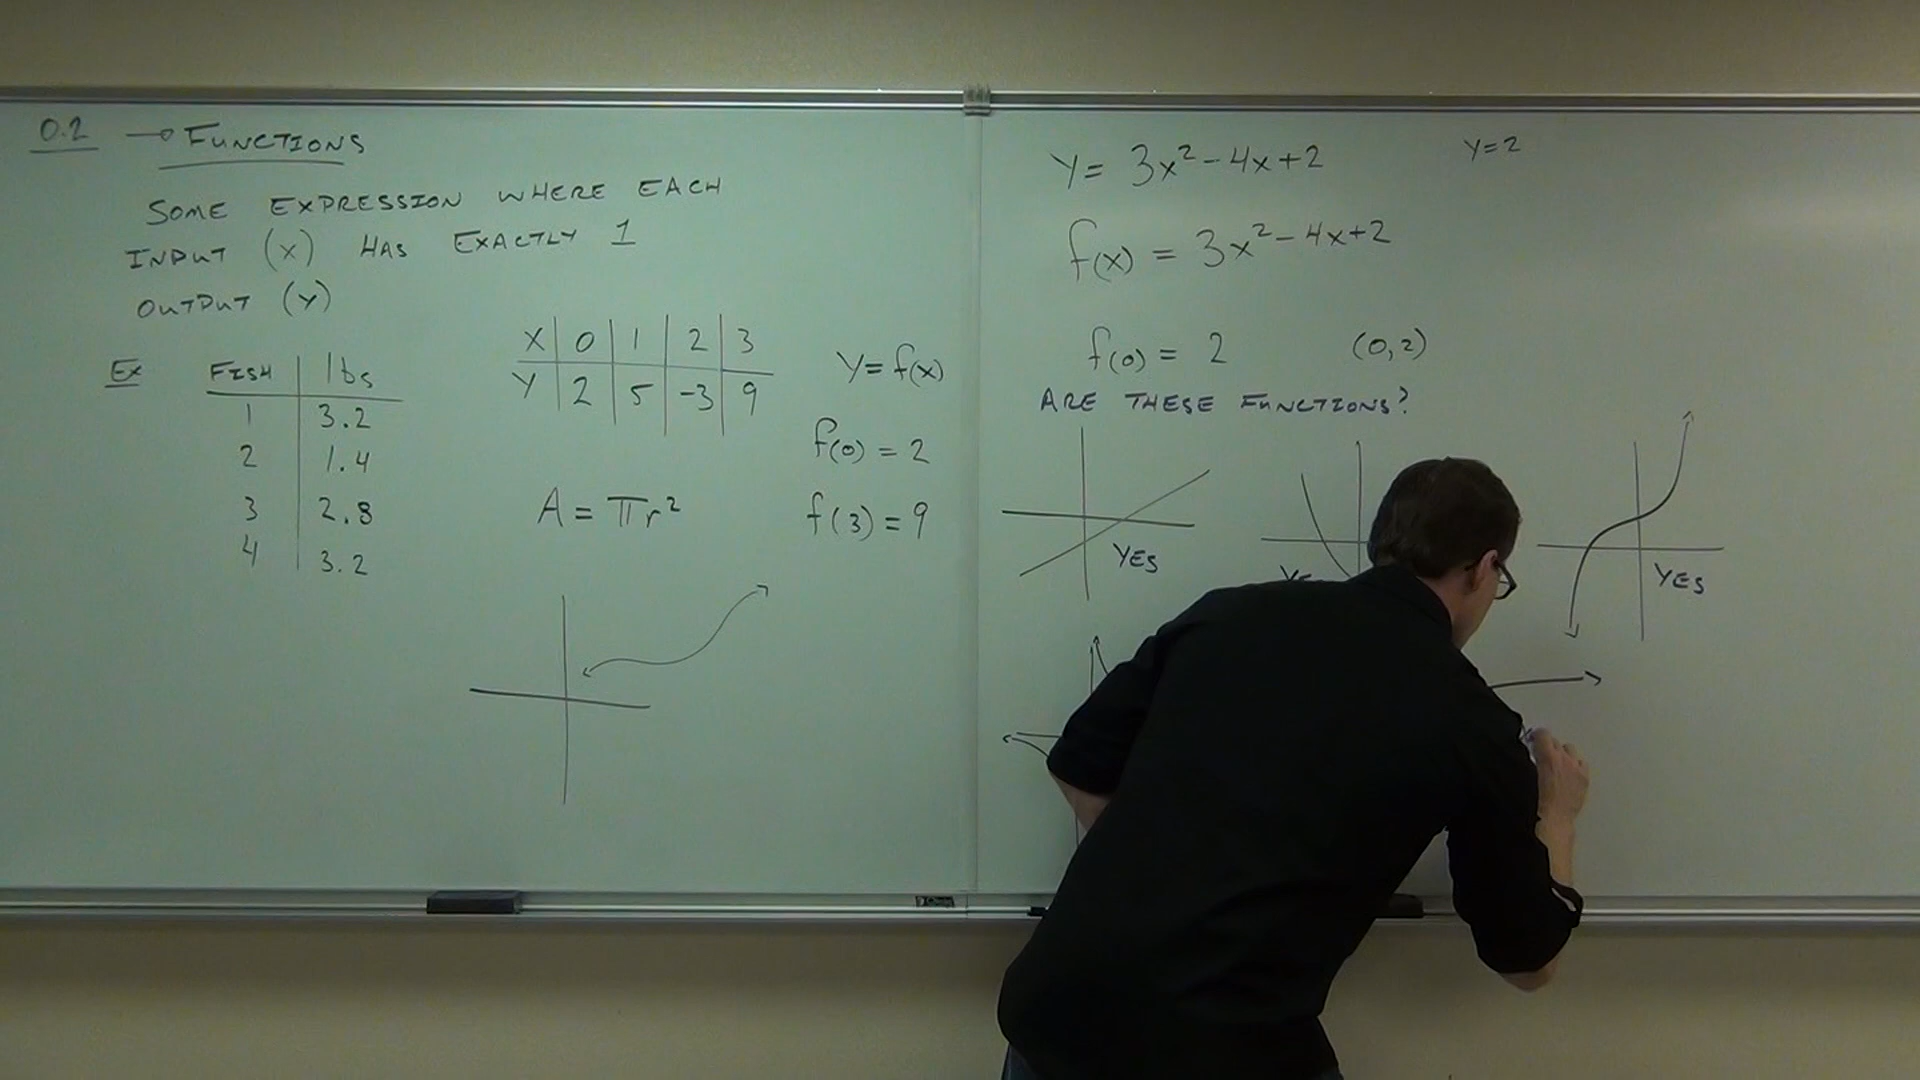 0.2 → FUNCTIONS
SOME EXPRESSION WHERE EACH
INPUT (X) HAS EXACTLY 1
OUTPUT (Y)
EX
FISH lbs
1 3.2
2 1.4
3 2.8
4 3.2
X 0 1 2 3
Y 2 5 -3 9
A = πr²
Y = f(x)
f(0) = 2
f(3) = 9
Y = 3x² - 4x + 2
Y = 2
f(x) = 3x² - 4x + 2
f(0) = 2 (0,2)
ARE THESE FUNCTIONS?
YES
YES